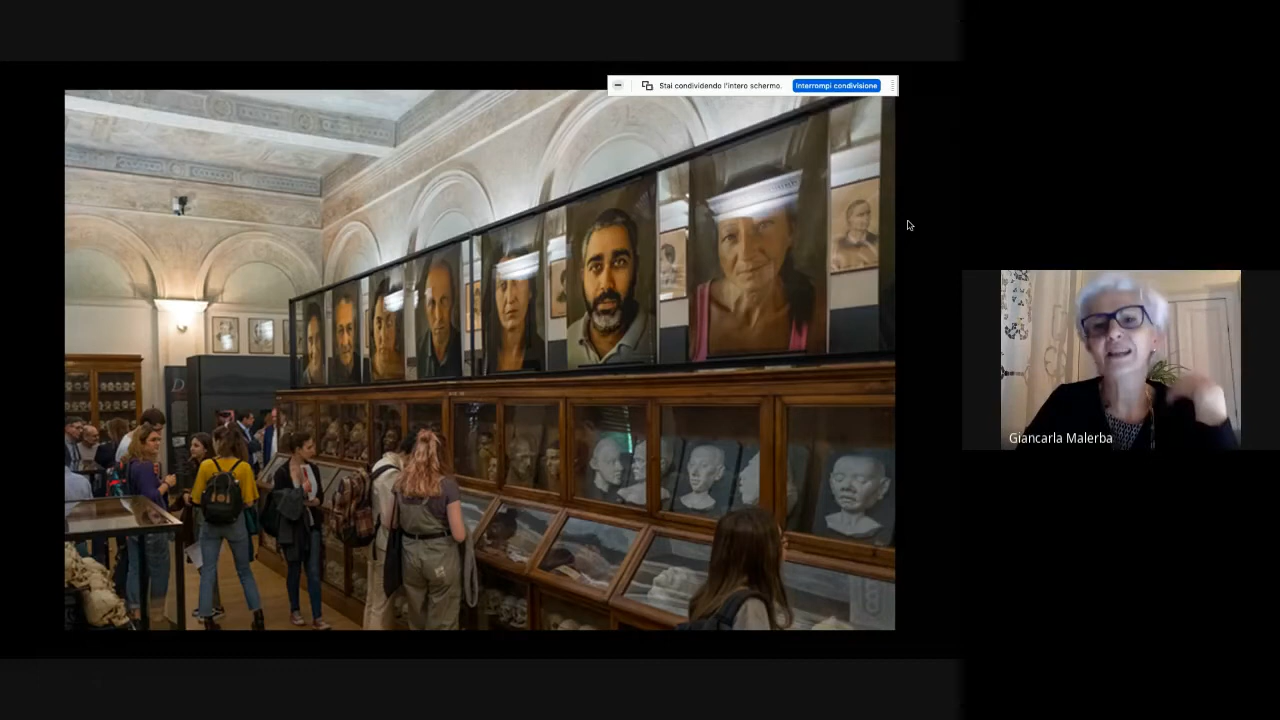 Stai condividendo l'intero schermo. Interrompi condivisione
D
Giancarla Malerba